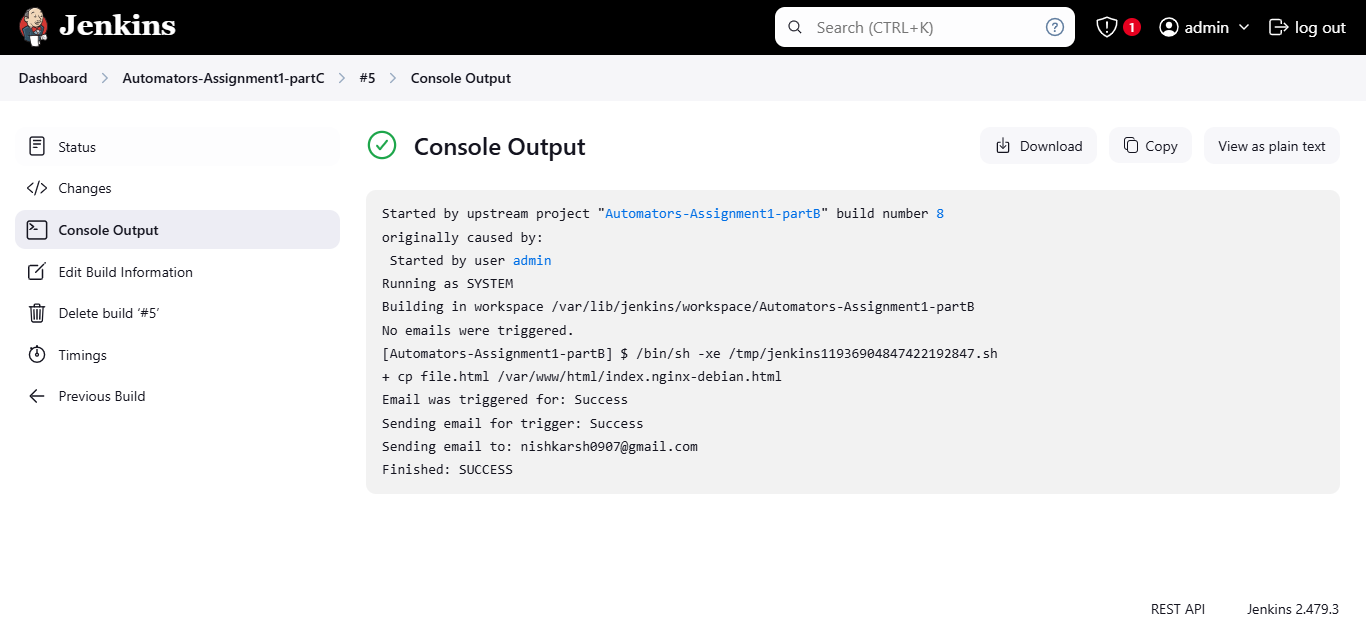 Jenkins
Search (CTRL+K)
1
admin
log out
Dashboard
Automators-Assignment1-partC
#5
Console Output
Status
Changes
Console Output
Edit Build Information
Delete build ‘#5’
Timings
Previous Build
Console Output
Download
Copy
View as plain text
Started by upstream project "Automators-Assignment1-partB" build number 8
originally caused by:
Started by user admin
Running as SYSTEM
Building in workspace /var/lib/jenkins/workspace/Automators-Assignment1-partB
No emails were triggered.
[Automators-Assignment1-partB] $ /bin/sh -xe /tmp/jenkins11936904847422192847.sh
+ cp file.html /var/www/html/index.nginx-debian.html
Email was triggered for: Success
Sending email for trigger: Success
Sending email to: nishkarsh0907@gmail.com
Finished: SUCCESS
REST API
Jenkins 2.479.3